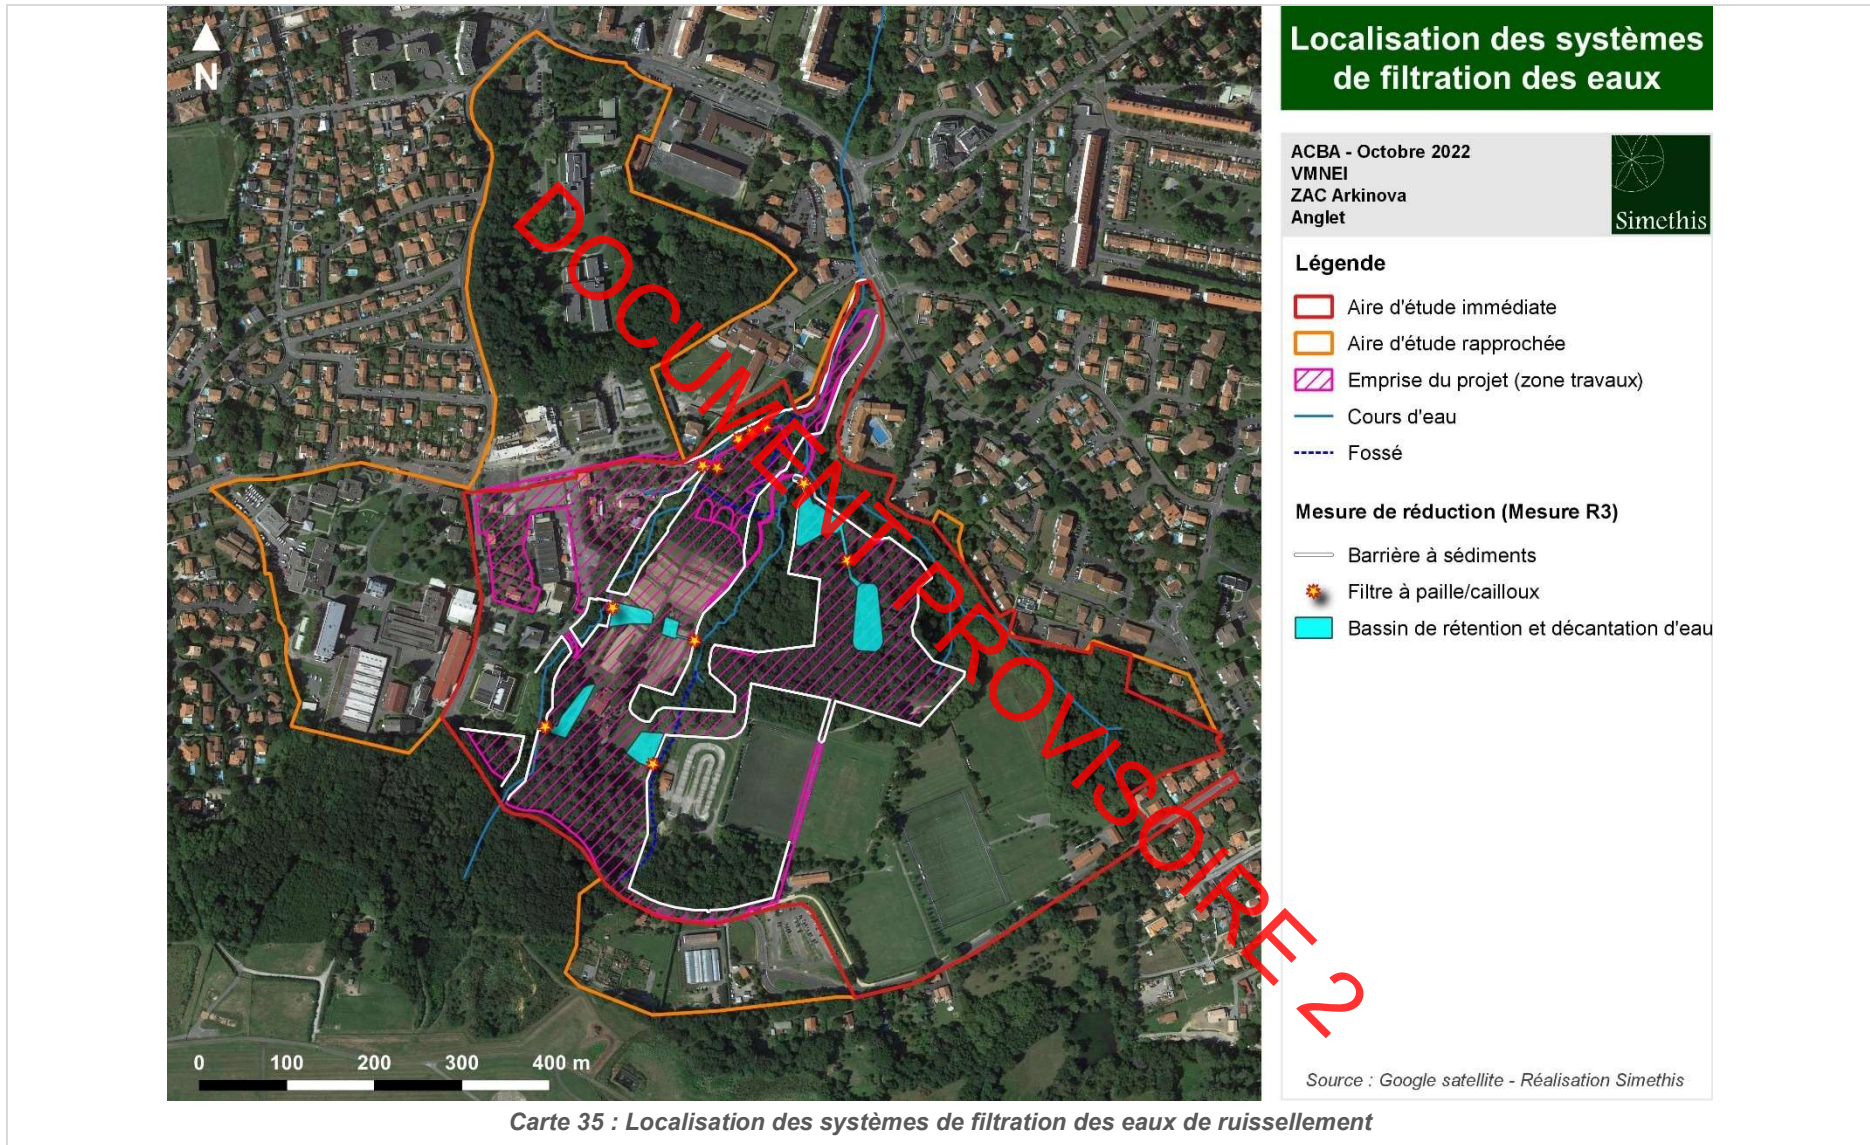 N
DOCUMENT PROVISOIRE 2
0 100 200 300 400 m
Localisation des systèmes
de filtration des eaux
ACBA - Octobre 2022
VMNEI
ZAC Arkinova
Anglet
Simethis
Légende
Aire d'étude immédiate
Aire d'étude rapprochée
Emprise du projet (zone travaux)
Cours d'eau
Fossé
Mesure de réduction (Mesure R3)
Barrière à sédiments
Filtre à paille/cailloux
Bassin de rétention et décantation d'eau
Source : Google satellite - Réalisation Simethis
Carte 35 : Localisation des systèmes de filtration des eaux de ruissellement